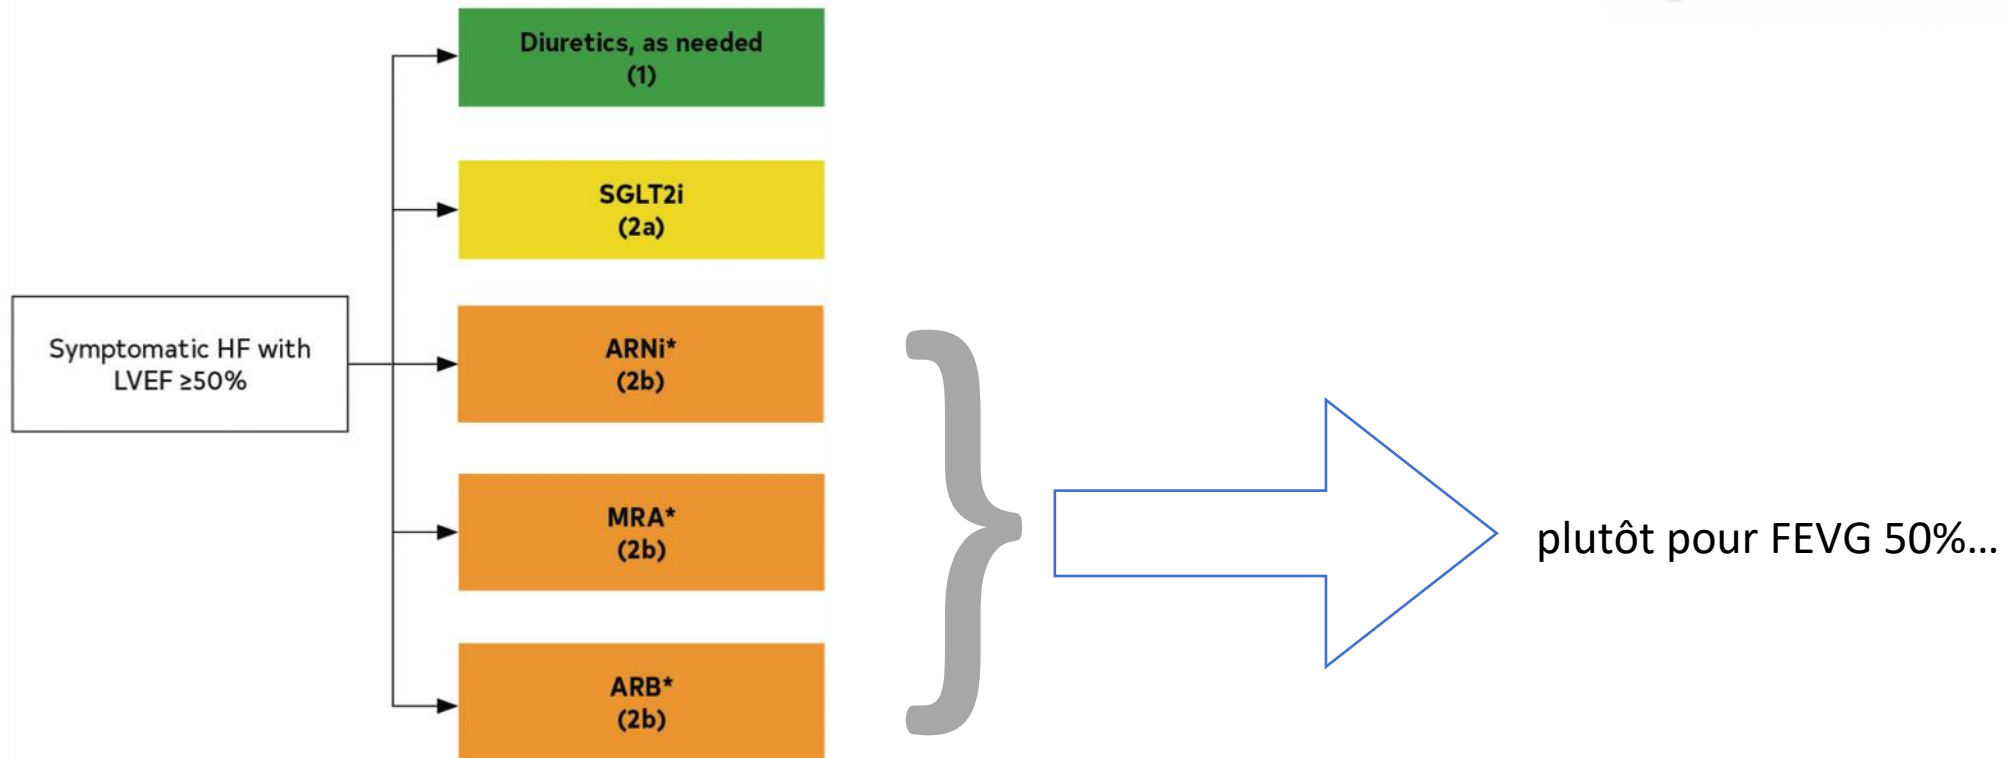 Diuretics, as needed
(1)
SGLT2i
(2a)
Symptomatic HF with
LVEF ≥50%
ARNi*
(2b)
MRA*
(2b)
ARB*
(2b)
plutôt pour FEVG 50%...